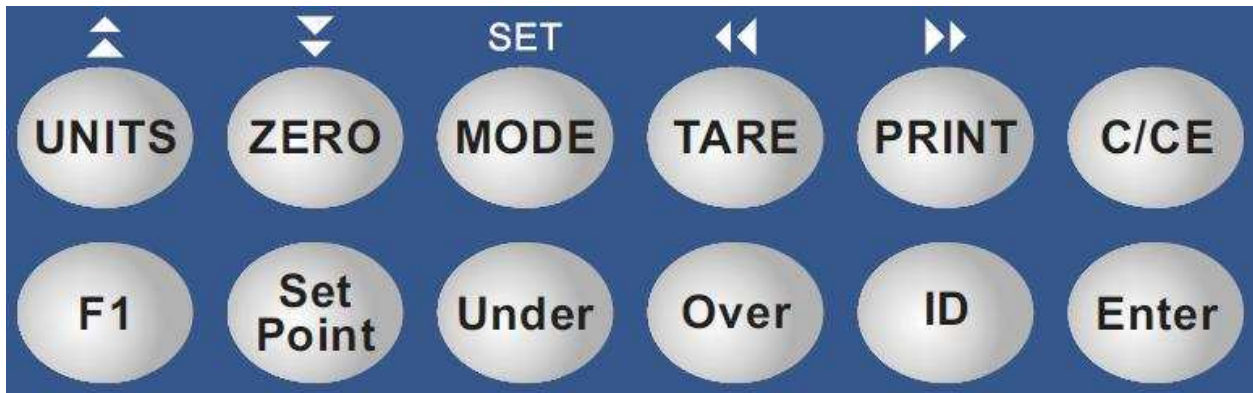 SET
UNITS ZERO MODE TARE PRINT C/CE
F1 Set Point Under Over ID Enter